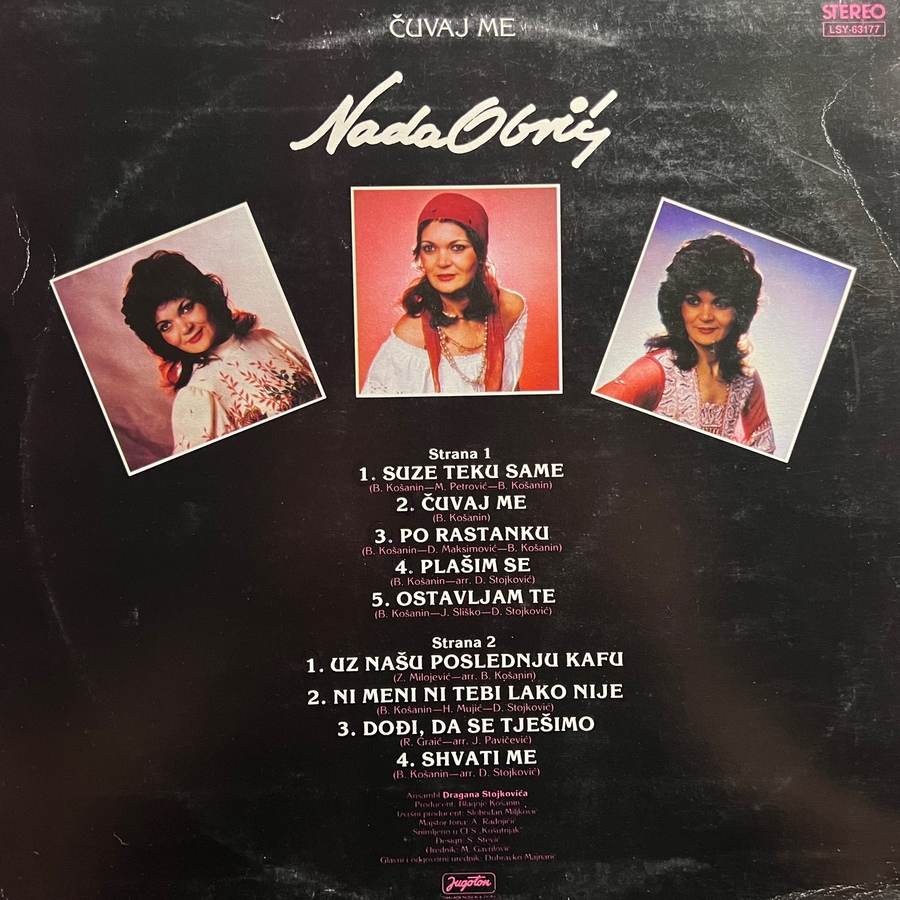 ČUVAJ ME
STEREO
LSY-63177
Nada Obrić
Strana 1
1. SUZE TEKU SAME
(B. Košanin—M. Petrović—B. Košanin)
2. ČUVAJ ME
(B. Košanin)
3. PO RASTANKU
(B. Košanin—D. Maksimović—B. Košanin)
4. PLAŠIM SE
(B. Košanin—arr. D. Stojković)
5. OSTAVLJAM TE
(B. Košanin—J. Sliško—D. Stojković)
Strana 2
1. UZ NAŠU POSLEDNJU KAFU
(Z. Milojević—arr. B. Košanin)
2. NI MENI NI TEBI LAKO NIJE
(B. Košanin—H. Mujić—D. Stojković)
3. DOĐI, DA SE TJEŠIMO
(R. Graić—arr. J. Pavičević)
4. SHVATI ME
(B. Košanin—arr. D. Stojković)
Ansambl Dragana Stojkovića
Producent: Blagoje Košanin
Izvršni producent: Slobodan Miljković
Majstor tona: A. Radojičić
Snimljeno u CFS „Košutnjak"
Design: S. Stević
Urednik: M. Gavrilović
Glavni i odgovorni urednik: Dubravko Majnarić
Jugoton